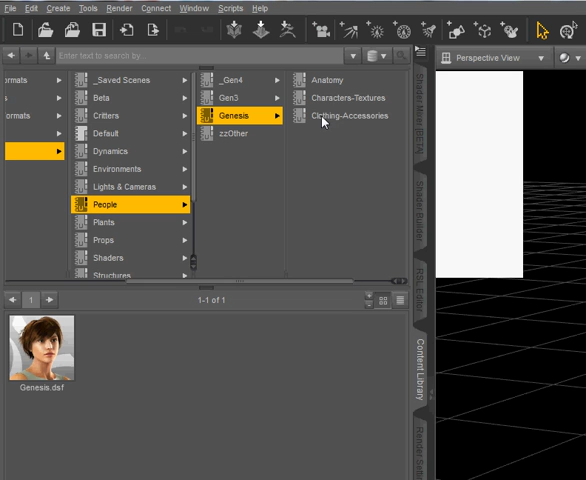 File Edit Create Tools Render Connect Window Scripts Help
Enter text to search by...
Perspective View
ormats
s
ormats
_Saved Scenes
Beta
Critters
Default
Dynamics
Environments
Lights & Cameras
People
Plants
Props
Shaders
Structures
_Gen4
Gen3
Genesis
zzOther
Anatomy
Characters-Textures
Clothing-Accessories
Shader Mixer (BETA)
Shader Builder
RSL Editor
Content Library
Render Setti
1
1-1 of 1
Genesis.dsf